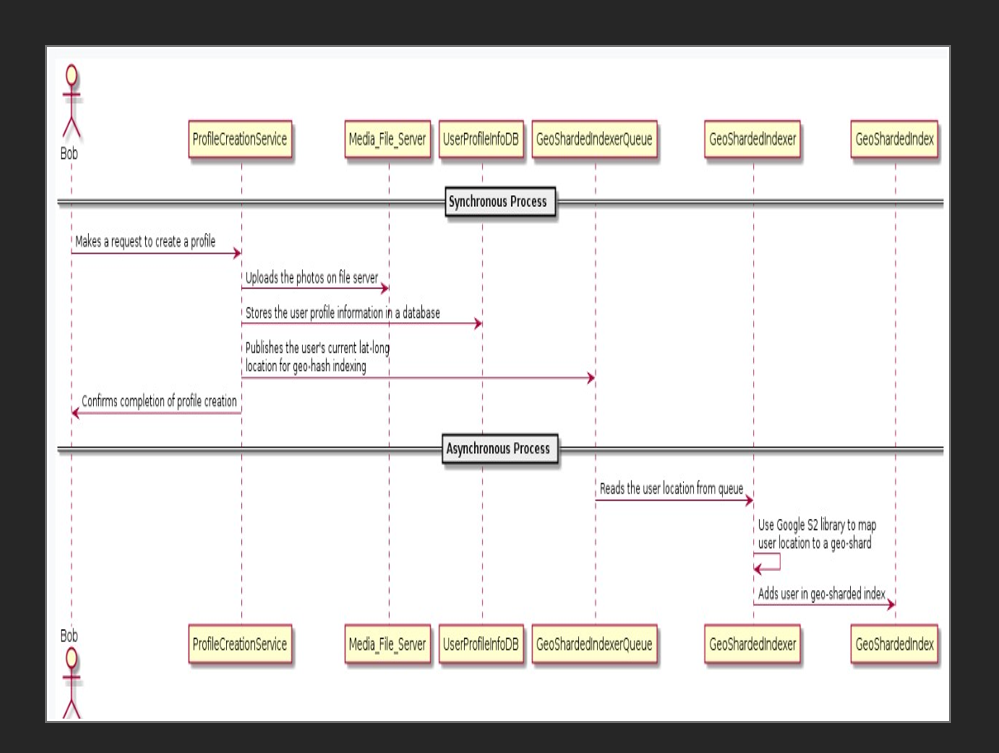 Bob
ProfileCreationService
Media_File_Server
UserProfileInfoDB
GeoShardedIndexerQueue
GeoShardedIndexer
GeoShardedIndex
Synchronous Process
Makes a request to create a profile
Uploads the photos on file server
Stores the user profile information in a database
Publishes the user's current lat-long
location for geo-hash indexing
Confirms completion of profile creation
Asynchronous Process
Reads the user location from queue
Use Google S2 library to map
user location to a geo-shard
Adds user in geo-sharded index
Bob
ProfileCreationService
Media_File_Server
UserProfileInfoDB
GeoShardedIndexerQueue
GeoShardedIndexer
GeoShardedIndex